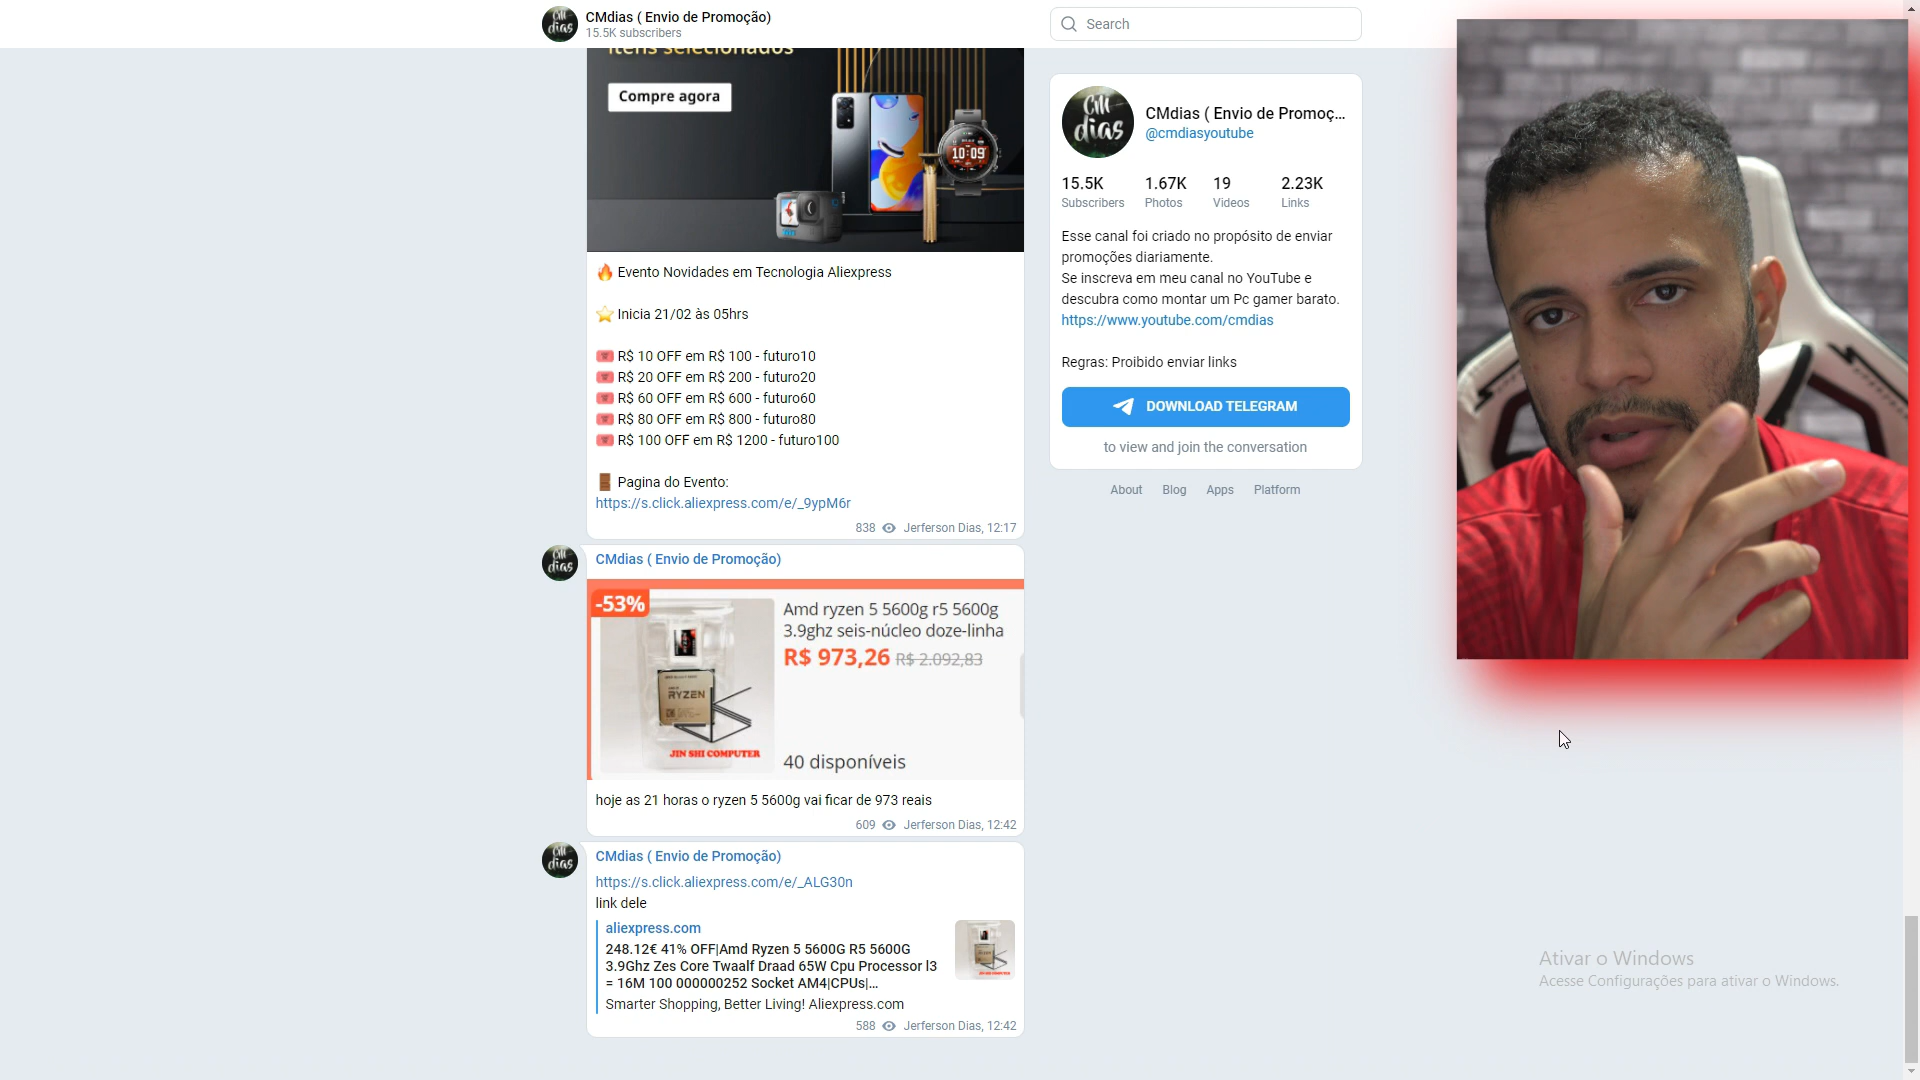 CMdias ( Envio de Promoção)
15.5K subscribers
Search
itens selecionados
Compre agora
10:09
🔥 Evento Novidades em Tecnologia Aliexpress
⭐ Inicia 21/02 às 05hrs
🎟 R$ 10 OFF em R$ 100 - futuro10
🎟 R$ 20 OFF em R$ 200 - futuro20
🎟 R$ 60 OFF em R$ 600 - futuro60
🎟 R$ 80 OFF em R$ 800 - futuro80
🎟 R$ 100 OFF em R$ 1200 - futuro100
🚪 Pagina do Evento:
https://s.click.aliexpress.com/e/_9ypM6r
838 Jerferson Dias, 12:17
CMdias ( Envio de Promoção)
-53%
Amd ryzen 5 5600g r5 5600g
3.9ghz seis-núcleo doze-linha
R$ 973,26 R$ 2.092,83
RYZEN
JIN SHI COMPUTER
40 disponíveis
hoje as 21 horas o ryzen 5 5600g vai ficar de 973 reais
609 Jerferson Dias, 12:42
CMdias ( Envio de Promoção)
https://s.click.aliexpress.com/e/_ALG30n
link dele
aliexpress.com
248.12€ 41% OFF|Amd Ryzen 5 5600G R5 5600G
3.9Ghz Zes Core Twaalf Draad 65W Cpu Processor l3
= 16M 100 000000252 Socket AM4|CPUs|...
Smarter Shopping, Better Living! Aliexpress.com
588 Jerferson Dias, 12:42
CM
dias
CMdias ( Envio de Promoç...
@cmdiasyoutube
15.5K 1.67K 19 2.23K
Subscribers Photos Videos Links
Esse canal foi criado no propósito de enviar
promoções diariamente.
Se inscreva em meu canal no YouTube e
descubra como montar um Pc gamer barato.
https://www.youtube.com/cmdias
Regras: Proibido enviar links
DOWNLOAD TELEGRAM
to view and join the conversation
About Blog Apps Platform
Ativar o Windows
Acesse Configurações para ativar o Windows.